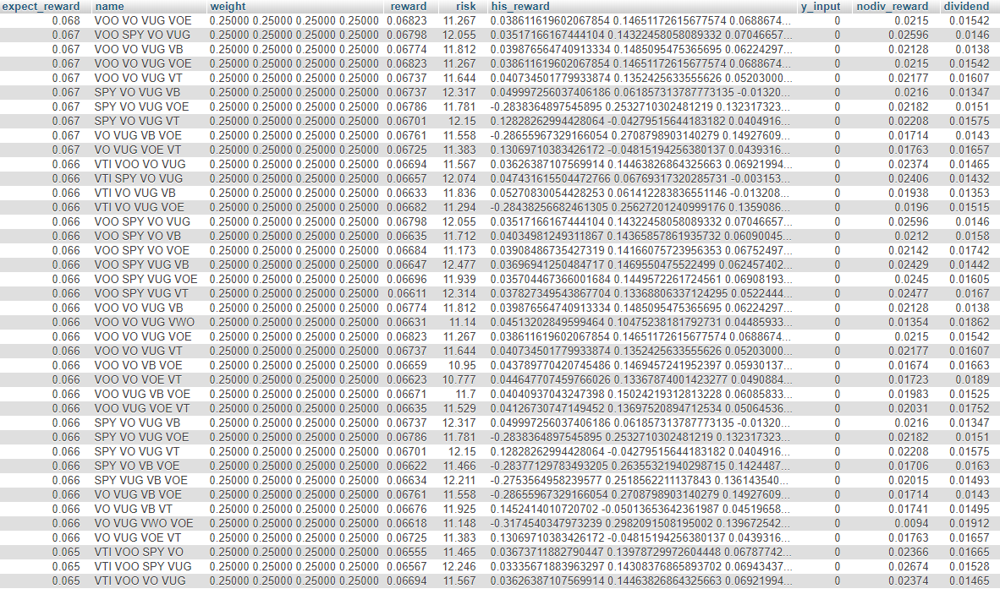 expect_reward name weight reward risk his_reward y_input nodiv_reward dividend
0.068 VOO VO VUG VOE 0.25000 0.25000 0.25000 0.25000 0.06823 11.267 0.038611619602067854 0.14651172615677574 0.0688674... 0 0.0215 0.01542
0.067 VOO SPY VO VUG 0.25000 0.25000 0.25000 0.25000 0.06798 12.055 0.03517166167444104 0.14322458058089332 0.07046657... 0 0.02596 0.0146
0.067 VOO VO VUG VB 0.25000 0.25000 0.25000 0.25000 0.06774 11.812 0.039876564740913334 0.1485095475365695 0.06224297... 0 0.02128 0.0138
0.067 VOO VO VUG VOE 0.25000 0.25000 0.25000 0.25000 0.06823 11.267 0.038611619602067854 0.14651172615677574 0.0688674... 0 0.0215 0.01542
0.067 VOO VO VUG VT 0.25000 0.25000 0.25000 0.25000 0.06737 11.644 0.040734501779933874 0.1352425633555626 0.05203000... 0 0.02177 0.01607
0.067 SPY VO VUG VB 0.25000 0.25000 0.25000 0.25000 0.06737 12.317 0.049997256037406186 0.061857313787773135 -0.01320... 0 0.0216 0.01347
0.067 SPY VO VUG VOE 0.25000 0.25000 0.25000 0.25000 0.06786 11.781 -0.2838364897545895 0.2532710302481219 0.132317323... 0 0.02182 0.0151
0.067 SPY VO VUG VT 0.25000 0.25000 0.25000 0.25000 0.06701 12.15 0.12828262994428064 -0.04279515644183182 0.0404916... 0 0.02208 0.01575
0.067 VO VUG VB VOE 0.25000 0.25000 0.25000 0.25000 0.06761 11.558 -0.28655967329166054 0.2708798903140279 0.14927609... 0 0.01714 0.0143
0.067 VO VUG VOE VT 0.25000 0.25000 0.25000 0.25000 0.06725 11.383 0.13069710383426172 -0.04815194256380137 0.0439316... 0 0.01763 0.01657
0.066 VTI VOO VO VUG 0.25000 0.25000 0.25000 0.25000 0.06694 11.567 0.03626387107569914 0.14463826864325663 0.06921994... 0 0.02374 0.01465
0.066 VTI SPY VO VUG 0.25000 0.25000 0.25000 0.25000 0.06657 12.074 0.047431615504472766 0.06769317320285731 -0.003153... 0 0.02406 0.01432
0.066 VTI VO VUG VB 0.25000 0.25000 0.25000 0.25000 0.06633 11.836 0.05270830054428253 0.061412283836551146 -0.013208... 0 0.01938 0.01353
0.066 VTI VO VUG VOE 0.25000 0.25000 0.25000 0.25000 0.06682 11.294 -0.28438256682461305 0.25627201240999176 0.1359086... 0 0.0196 0.01515
0.066 VOO SPY VO VUG 0.25000 0.25000 0.25000 0.25000 0.06798 12.055 0.03517166167444104 0.14322458058089332 0.07046657... 0 0.02596 0.0146
0.066 VOO SPY VO VB 0.25000 0.25000 0.25000 0.25000 0.06635 11.712 0.04034981249311867 0.14365857861935732 0.06090045... 0 0.0212 0.0158
0.066 VOO SPY VO VOE 0.25000 0.25000 0.25000 0.25000 0.06684 11.173 0.03908486735427319 0.14166075723956353 0.06752497... 0 0.02142 0.01742
0.066 VOO SPY VUG VB 0.25000 0.25000 0.25000 0.25000 0.06647 12.477 0.03696941250484717 0.1469550475522499 0.062457402... 0 0.02429 0.01442
0.066 VOO SPY VUG VOE 0.25000 0.25000 0.25000 0.25000 0.06696 11.939 0.035704467366001684 0.1449572261724561 0.06908193... 0 0.0245 0.01605
0.066 VOO SPY VUG VT 0.25000 0.25000 0.25000 0.25000 0.06611 12.314 0.037827349543867704 0.13368806337124295 0.0522444... 0 0.02477 0.0167
0.066 VOO VO VUG VB 0.25000 0.25000 0.25000 0.25000 0.06774 11.812 0.039876564740913334 0.1485095475365695 0.06224297... 0 0.02128 0.0138
0.066 VOO VO VUG VWO 0.25000 0.25000 0.25000 0.25000 0.06631 11.14 0.04513202849599464 0.10475238181792731 0.04485933... 0 0.01354 0.01862
0.066 VOO VO VUG VOE 0.25000 0.25000 0.25000 0.25000 0.06823 11.267 0.038611619602067854 0.14651172615677574 0.0688674... 0 0.0215 0.01542
0.066 VOO VO VUG VT 0.25000 0.25000 0.25000 0.25000 0.06737 11.644 0.040734501779933874 0.1352425633555626 0.05203000... 0 0.02177 0.01607
0.066 VOO VO VB VOE 0.25000 0.25000 0.25000 0.25000 0.06659 10.95 0.043789770420745486 0.1469457241952397 0.05930137... 0 0.01674 0.01663
0.066 VOO VO VOE VT 0.25000 0.25000 0.25000 0.25000 0.06623 10.777 0.044647707459766026 0.13367874001423277 0.0490884... 0 0.01723 0.0189
0.066 VOO VUG VB VOE 0.25000 0.25000 0.25000 0.25000 0.06671 11.7 0.04040937043247398 0.15024219312813228 0.06085833... 0 0.01983 0.01525
0.066 VOO VUG VOE VT 0.25000 0.25000 0.25000 0.25000 0.06635 11.529 0.04126730747149452 0.13697520894712534 0.05064536... 0 0.02031 0.01752
0.066 SPY VO VUG VB 0.25000 0.25000 0.25000 0.25000 0.06737 12.317 0.049997256037406186 0.061857313787773135 -0.01320... 0 0.0216 0.01347
0.066 SPY VO VUG VOE 0.25000 0.25000 0.25000 0.25000 0.06786 11.781 -0.2838364897545895 0.2532710302481219 0.132317323... 0 0.02182 0.0151
0.066 SPY VO VUG VT 0.25000 0.25000 0.25000 0.25000 0.06701 12.15 0.12828262994428064 -0.04279515644183182 0.0404916... 0 0.02208 0.01575
0.066 SPY VO VB VOE 0.25000 0.25000 0.25000 0.25000 0.06622 11.466 -0.28377129783493205 0.26355321940298715 0.1424487... 0 0.01706 0.0163
0.066 SPY VUG VB VOE 0.25000 0.25000 0.25000 0.25000 0.06634 12.211 -0.2753564958239577 0.2518562211137843 0.136143540... 0 0.02015 0.01493
0.066 VO VUG VB VOE 0.25000 0.25000 0.25000 0.25000 0.06761 11.558 -0.28655967329166054 0.2708798903140279 0.14927609... 0 0.01714 0.0143
0.066 VO VUG VB VT 0.25000 0.25000 0.25000 0.25000 0.06676 11.925 0.1452414010720702 -0.05013653642361987 0.04519658... 0 0.01741 0.01495
0.066 VO VUG VWO VOE 0.25000 0.25000 0.25000 0.25000 0.06618 11.148 -0.3174540347973239 0.2982091508195002 0.139672542... 0 0.0094 0.01912
0.066 VO VUG VOE VT 0.25000 0.25000 0.25000 0.25000 0.06725 11.383 0.13069710383426172 -0.04815194256380137 0.0439316... 0 0.01763 0.01657
0.065 VTI VOO SPY VO 0.25000 0.25000 0.25000 0.25000 0.06555 11.465 0.03673711882790447 0.13978729972604448 0.06787742... 0 0.02366 0.01665
0.065 VTI VOO SPY VUG 0.25000 0.25000 0.25000 0.25000 0.06567 12.246 0.03335671883963297 0.14308376865893702 0.06943437... 0 0.02674 0.01528
0.065 VTI VOO VO VUG 0.25000 0.25000 0.25000 0.25000 0.06694 11.567 0.03626387107569914 0.14463826864325663 0.06921994... 0 0.02374 0.01465